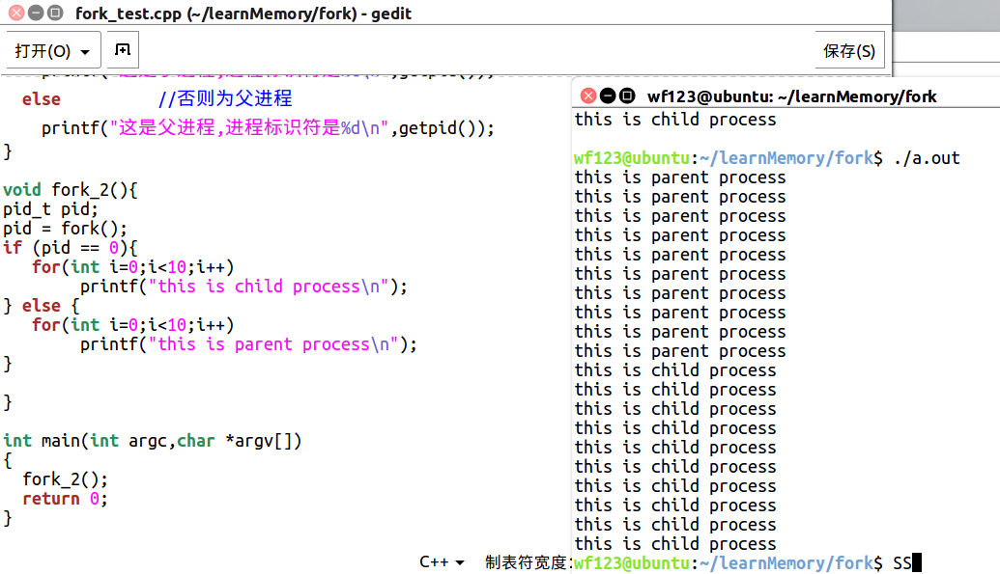 fork_test.cpp (~/learnMemory/fork) - gedit
打开(O)
保存(S)
else //否则为父进程
printf("这是父进程,进程标识符是%d\n",getpid());
}
void fork_2(){
pid_t pid;
pid = fork();
if (pid == 0){
for(int i=0;i<10;i++)
printf("this is child process\n");
} else {
for(int i=0;i<10;i++)
printf("this is parent process\n");
}
}
int main(int argc,char *argv[])
{
fork_2();
return 0;
}
C++
制表符宽度:
wf123@ubuntu: ~/learnMemory/fork
this is child process
wf123@ubuntu:~/learnMemory/fork$ ./a.out
this is parent process
this is parent process
this is parent process
this is parent process
this is parent process
this is parent process
this is parent process
this is parent process
this is parent process
this is parent process
this is child process
this is child process
this is child process
this is child process
this is child process
this is child process
this is child process
this is child process
this is child process
this is child process
wf123@ubuntu:~/learnMemory/fork$ SS